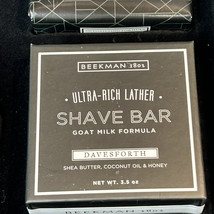 BEEKMAN 1802
ULTRA-RICH LATHER
SHAVE BAR
GOAT MILK FORMULA
DAVESFORTH
SHEA BUTTER, COCONUT OIL & HONEY
NET WT. 3.5 OZ